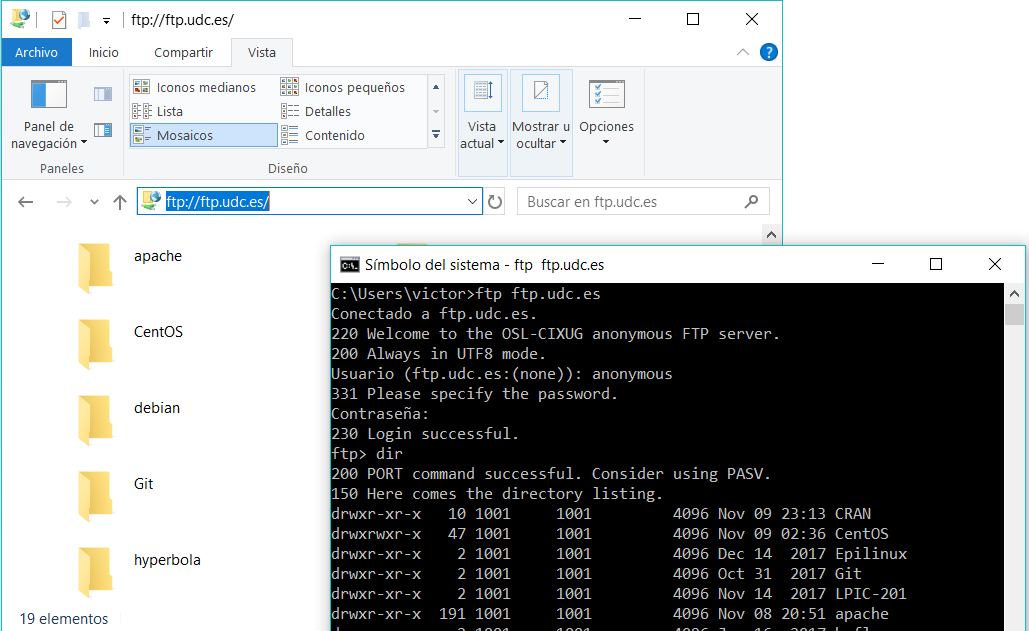 ftp://ftp.udc.es/
Archivo Inicio Compartir Vista
Panel de navegación
Paneles
Iconos medianos Iconos pequeños
Lista Detalles
Mosaicos Contenido
Diseño
Vista actual
Mostrar u ocultar
Opciones
ftp://ftp.udc.es/ Buscar en ftp.udc.es
apache
CentOS
debian
Git
hyperbola
19 elementos
Símbolo del sistema - ftp ftp.udc.es
C:\Users\victor>ftp ftp.udc.es
Conectado a ftp.udc.es.
220 Welcome to the OSL-CIXUG anonymous FTP server.
200 Always in UTF8 mode.
Usuario (ftp.udc.es:(none)): anonymous
331 Please specify the password.
Contraseña:
230 Login successful.
ftp> dir
200 PORT command successful. Consider using PASV.
150 Here comes the directory listing.
drwxr-xr-x 10 1001 1001 4096 Nov 09 23:13 CRAN
drwxrwxr-x 47 1001 1001 4096 Nov 09 02:36 CentOS
drwxr-xr-x 2 1001 1001 4096 Dec 14 2017 Epilinux
drwxr-xr-x 2 1001 1001 4096 Oct 31 2017 Git
drwxr-xr-x 2 1001 1001 4096 Nov 14 2017 LPIC-201
drwxr-xr-x 191 1001 1001 4096 Nov 08 20:51 apache